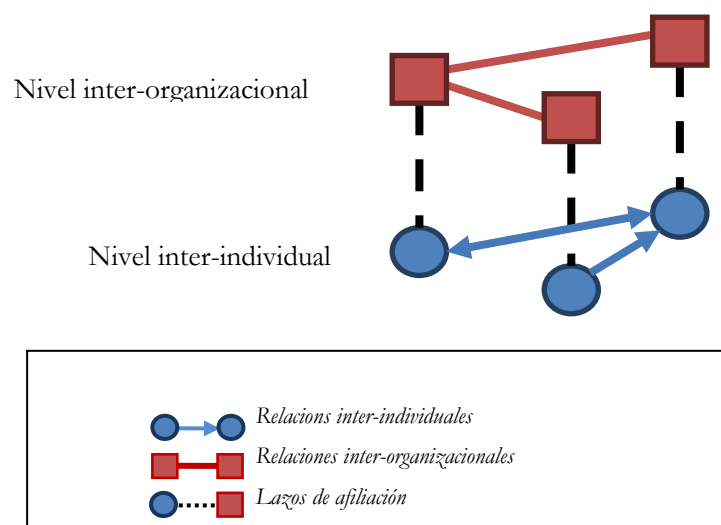 Nivel inter-organizacional
Nivel inter-individual
Relacions inter-individuales
Relaciones inter-organizacionales
Lazos de afiliación